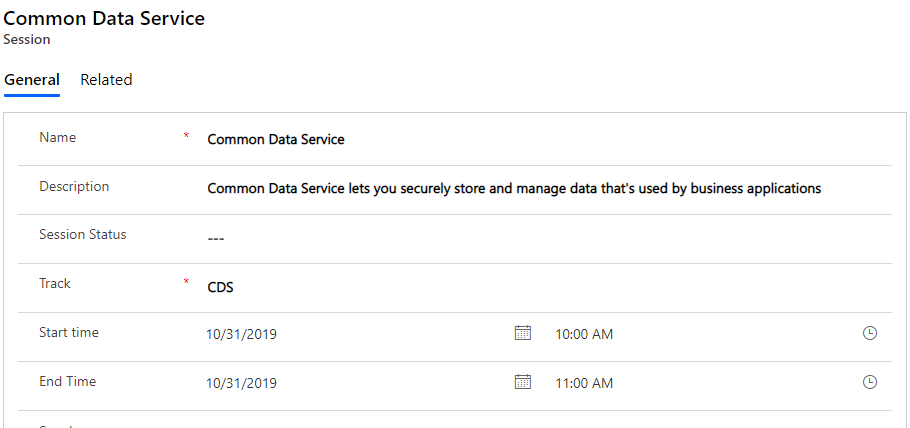 Common Data Service
Session
General Related
Name * Common Data Service
Description Common Data Service lets you securely store and manage data that's used by business applications
Session Status ---
Track * CDS
Start time 10/31/2019 10:00 AM
End Time 10/31/2019 11:00 AM